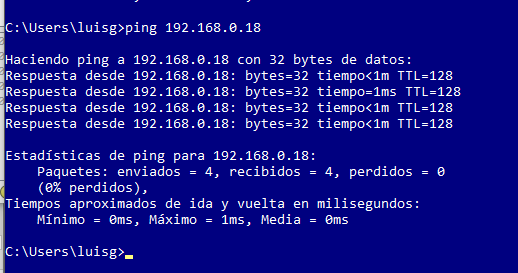 C:\Users\luisg>ping 192.168.0.18
Haciendo ping a 192.168.0.18 con 32 bytes de datos:
Respuesta desde 192.168.0.18: bytes=32 tiempo<1m TTL=128
Respuesta desde 192.168.0.18: bytes=32 tiempo=1ms TTL=128
Respuesta desde 192.168.0.18: bytes=32 tiempo<1m TTL=128
Respuesta desde 192.168.0.18: bytes=32 tiempo<1m TTL=128
Estadísticas de ping para 192.168.0.18:
Paquetes: enviados = 4, recibidos = 4, perdidos = 0
(0% perdidos),
Tiempos aproximados de ida y vuelta en milisegundos:
Mínimo = 0ms, Máximo = 1ms, Media = 0ms
C:\Users\luisg>